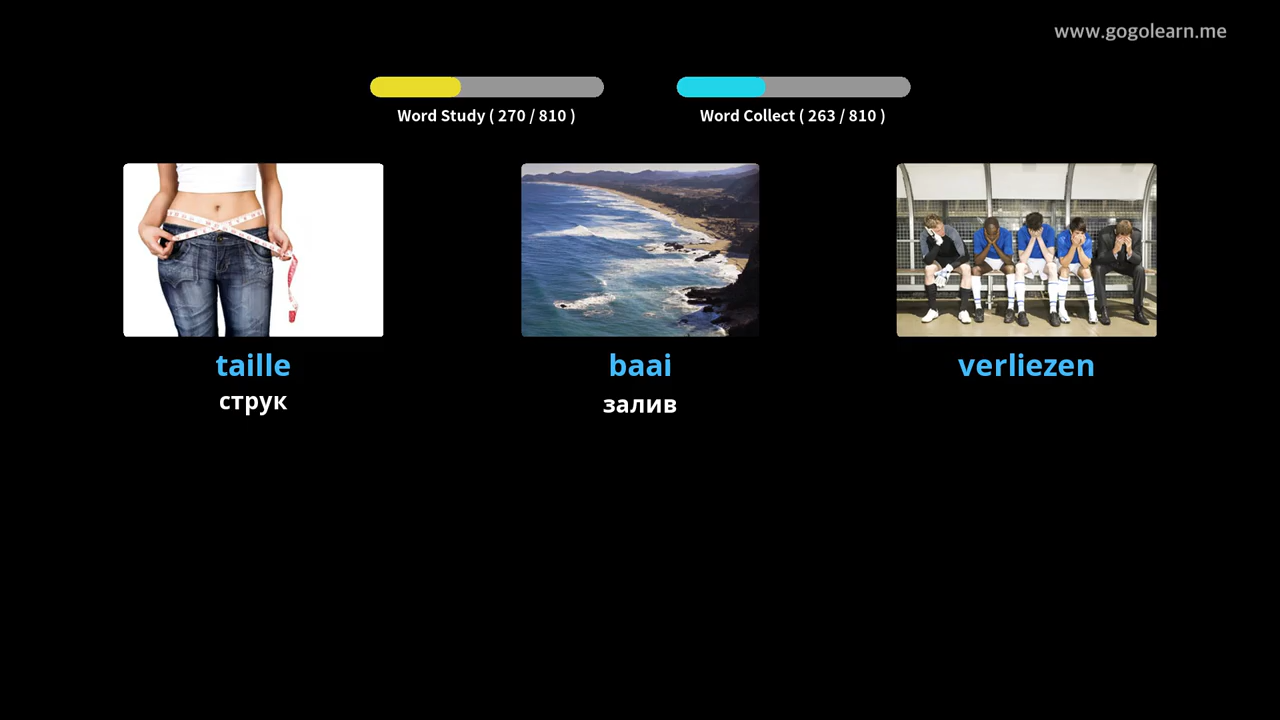 www.gogolearn.me
Word Study ( 270 / 810 )
Word Collect ( 263 / 810 )
taille
струк
baai
залив
verliezen